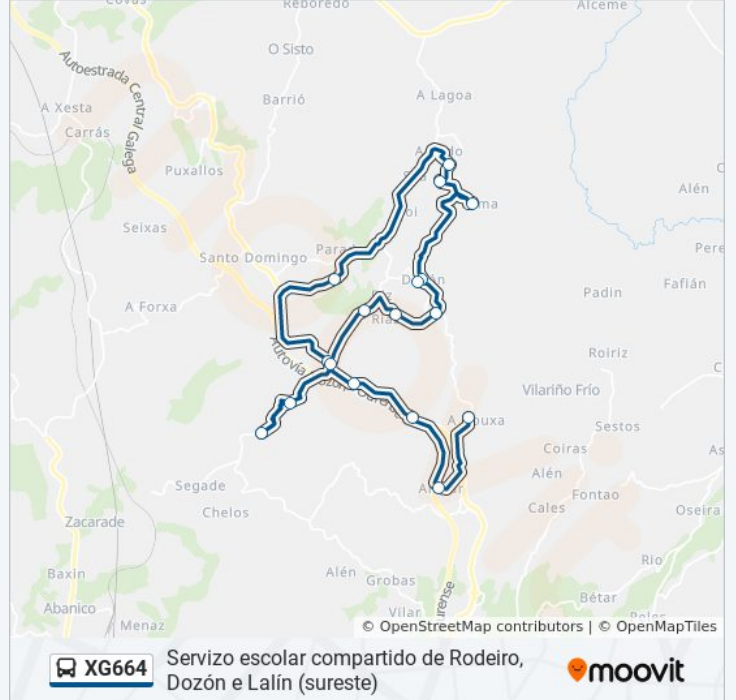 Covas
Reboredo
Alceme
O Sisto
Autoestrada Central Galega
A Lagoa
Barrió
A Xesta
Carrás
Puxallos
Alén
Seixas
Santo Domingo
Fafián
Padín
A Forxa
Roiriz
Vilariño Frío
Sestos
Coiras
Alén
Segade
Fontao
Cales
Chelos
Oseira
Zacarade
Rio
Baxin
Alén
Grobas
Bétar
Abanico
Vilar
Menaz
© OpenStreetMap contributors | © OpenMapTiles
XG664
Servizo escolar compartido de Rodeiro,
Dozón e Lalín (sureste)
moovit